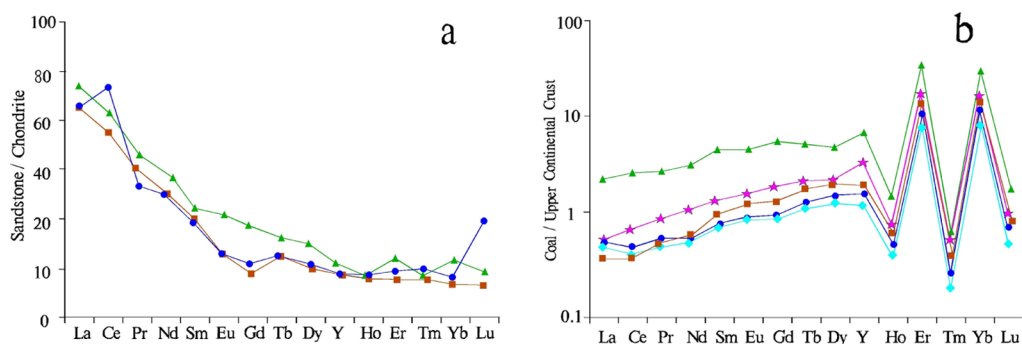 a
Sandstone / Chondrite
100
80
60
40
20
10
0
La Ce Pr Nd Sm Eu Gd Tb Dy Y Ho Er Tm Yb Lu
b
Coal / Upper Continental Crust
100
10
1
0.1
La Ce Pr Nd Sm Eu Gd Tb Dy Y Ho Er Tm Yb Lu